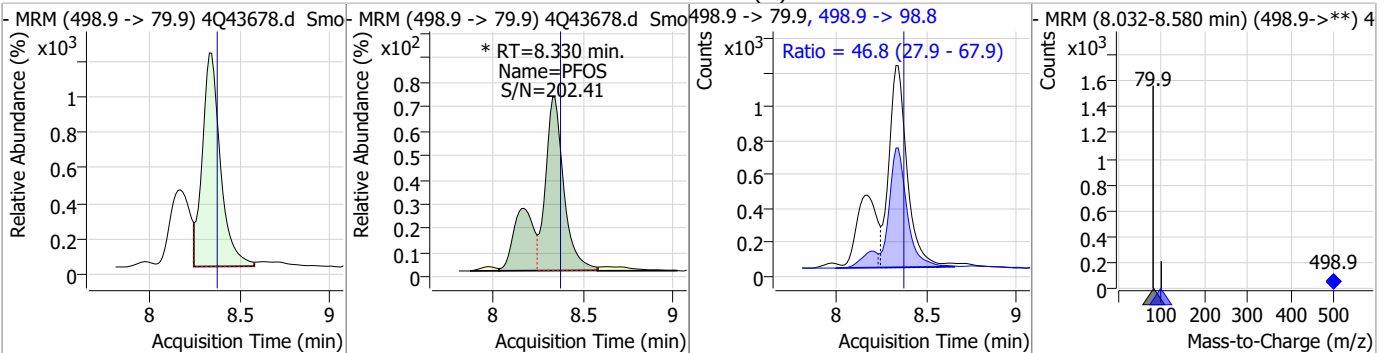 - MRM (498.9 -> 79.9) 4Q43678.d Smo
x10³
Relative Abundance (%)
1
0.8
0.6
0.4
0.2
0
8
8.5
9
Acquisition Time (min)
- MRM (498.9 -> 79.9) 4Q43678.d Smo
x10²
* RT=8.330 min.
Name=PFOS
S/N=202.41
Relative Abundance (%)
0.8
0.7
0.6
0.5
0.4
0.3
0.2
0.1
0
8
8.5
9
Acquisition Time (min)
498.9 -> 79.9, 498.9 -> 98.8
x10³
Ratio = 46.8 (27.9 - 67.9)
Counts
1
0.8
0.6
0.4
0.2
0
8
8.5
9
Acquisition Time (min)
- MRM (8.032-8.580 min) (498.9->**) 4
x10³
Counts
79.9
1.6
1.4
1.2
1
0.8
0.6
0.4
0.2
0
498.9
100 200 300 400 500
Mass-to-Charge (m/z)